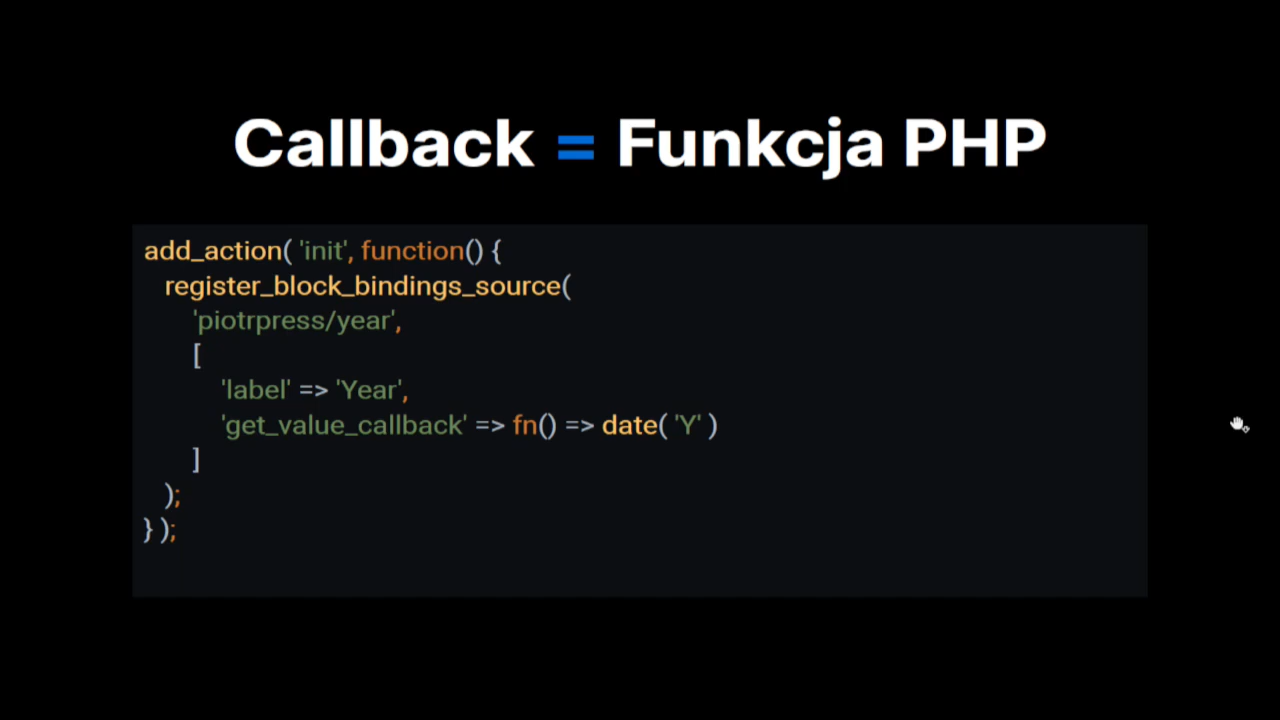 Callback = Funkcja PHP
add_action( 'init', function() {
register_block_bindings_source(
'piotrpress/year',
[
'label' => 'Year',
'get_value_callback' => fn() => date( 'Y' )
]
);
} );